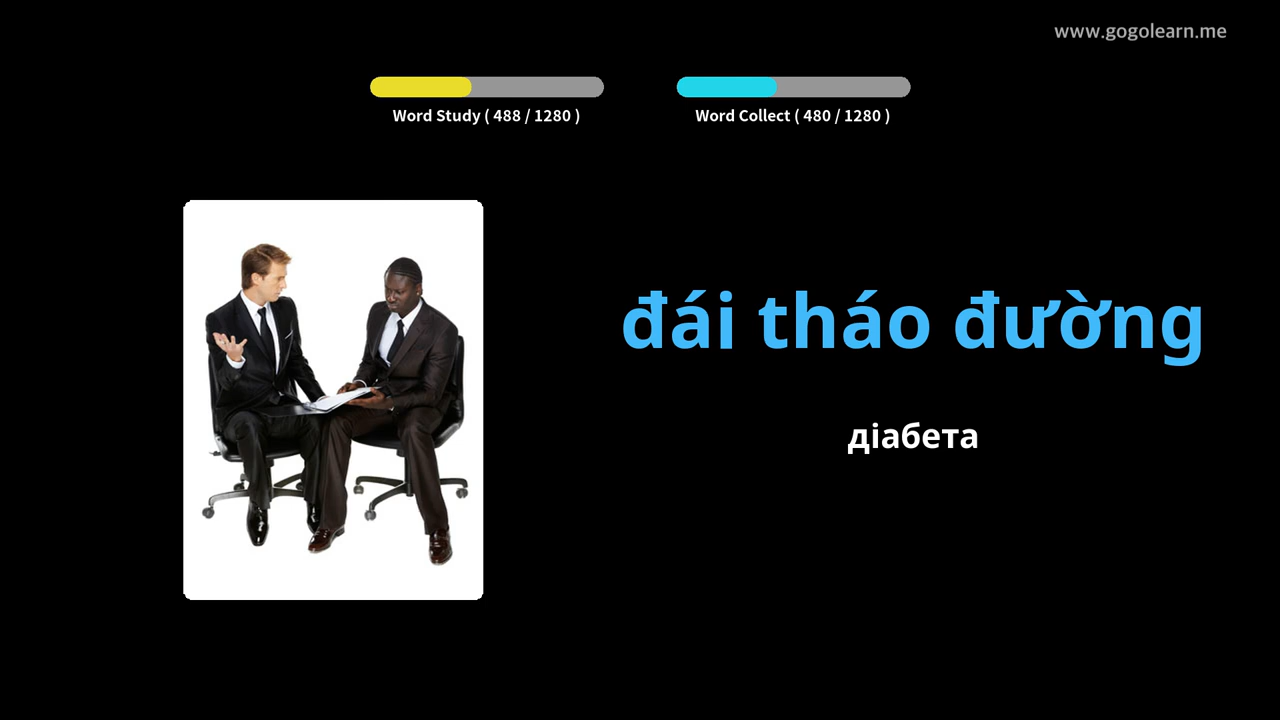 www.gogolearn.me
Word Study ( 488 / 1280 )
Word Collect ( 480 / 1280 )
đái tháo đường
діабета